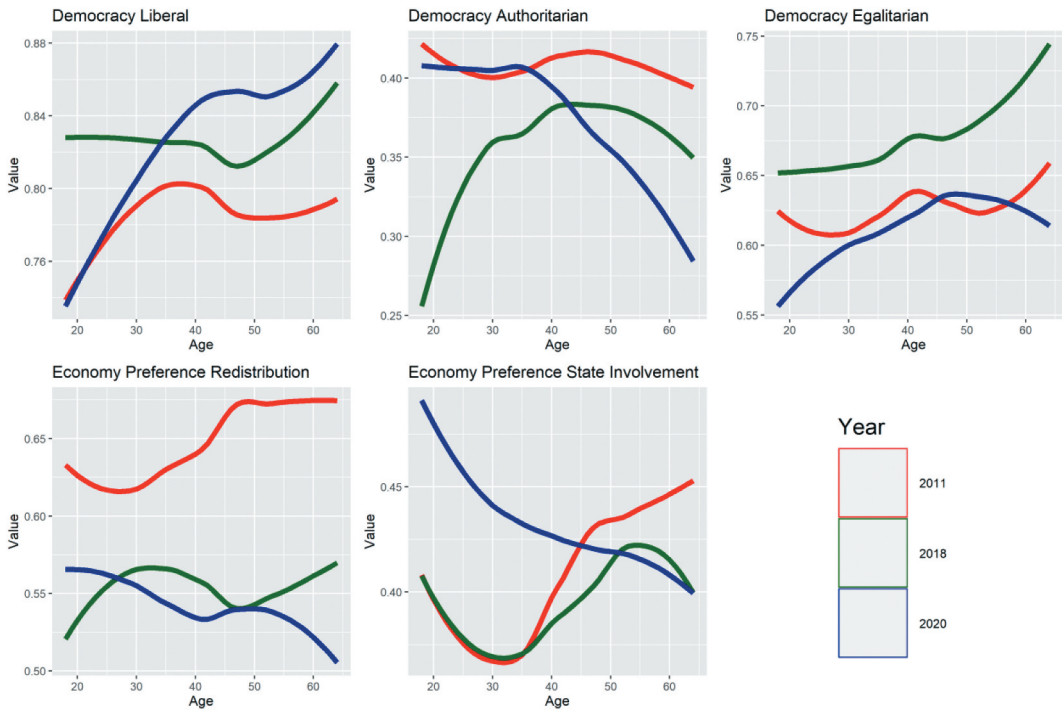 Democracy Liberal
Value
0.88
0.84
0.80
0.76
20 30 40 50 60
Age
Democracy Authoritarian
Value
0.40
0.35
0.30
0.25
20 30 40 50 60
Age
Democracy Egalitarian
Value
0.75
0.70
0.65
0.60
0.55
20 30 40 50 60
Age
Economy Preference Redistribution
Value
0.65
0.60
0.55
0.50
20 30 40 50 60
Age
Economy Preference State Involvement
Value
0.45
0.40
20 30 40 50 60
Age
Year
2011
2018
2020